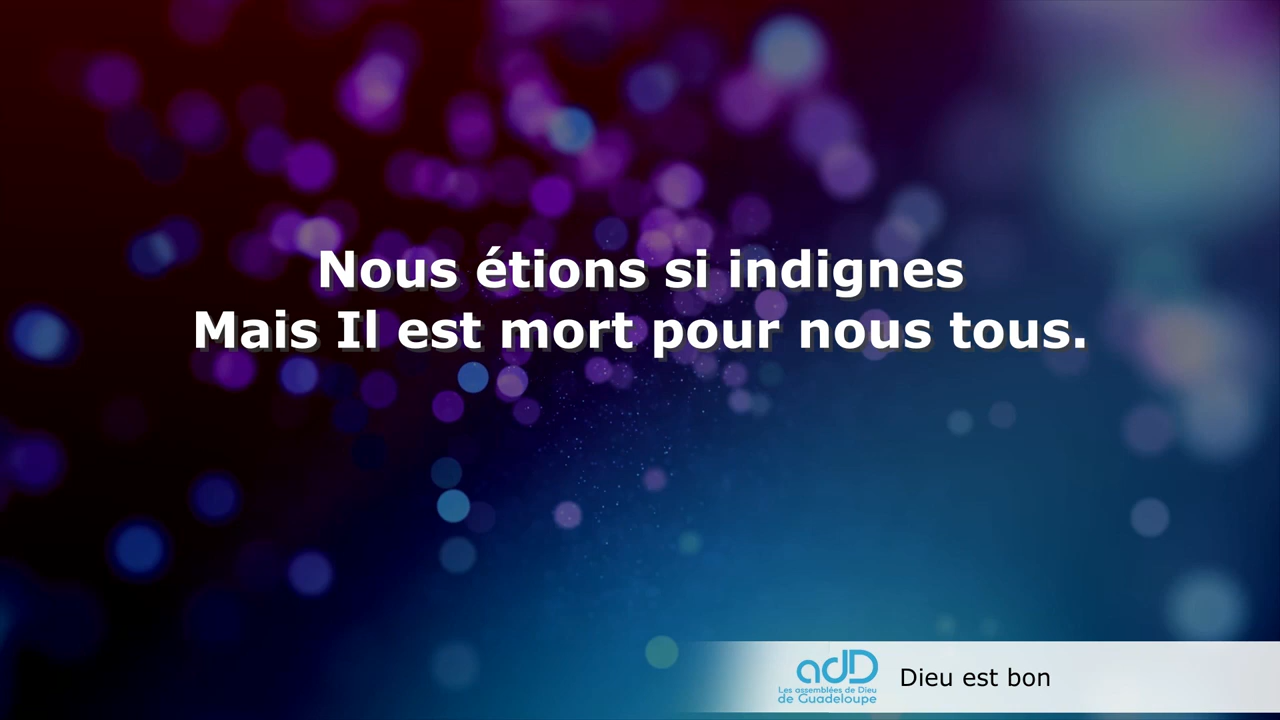 Nous étions si indignes
Mais Il est mort pour nous tous.
adD
Les assemblées de Dieu
de Guadeloupe
Dieu est bon